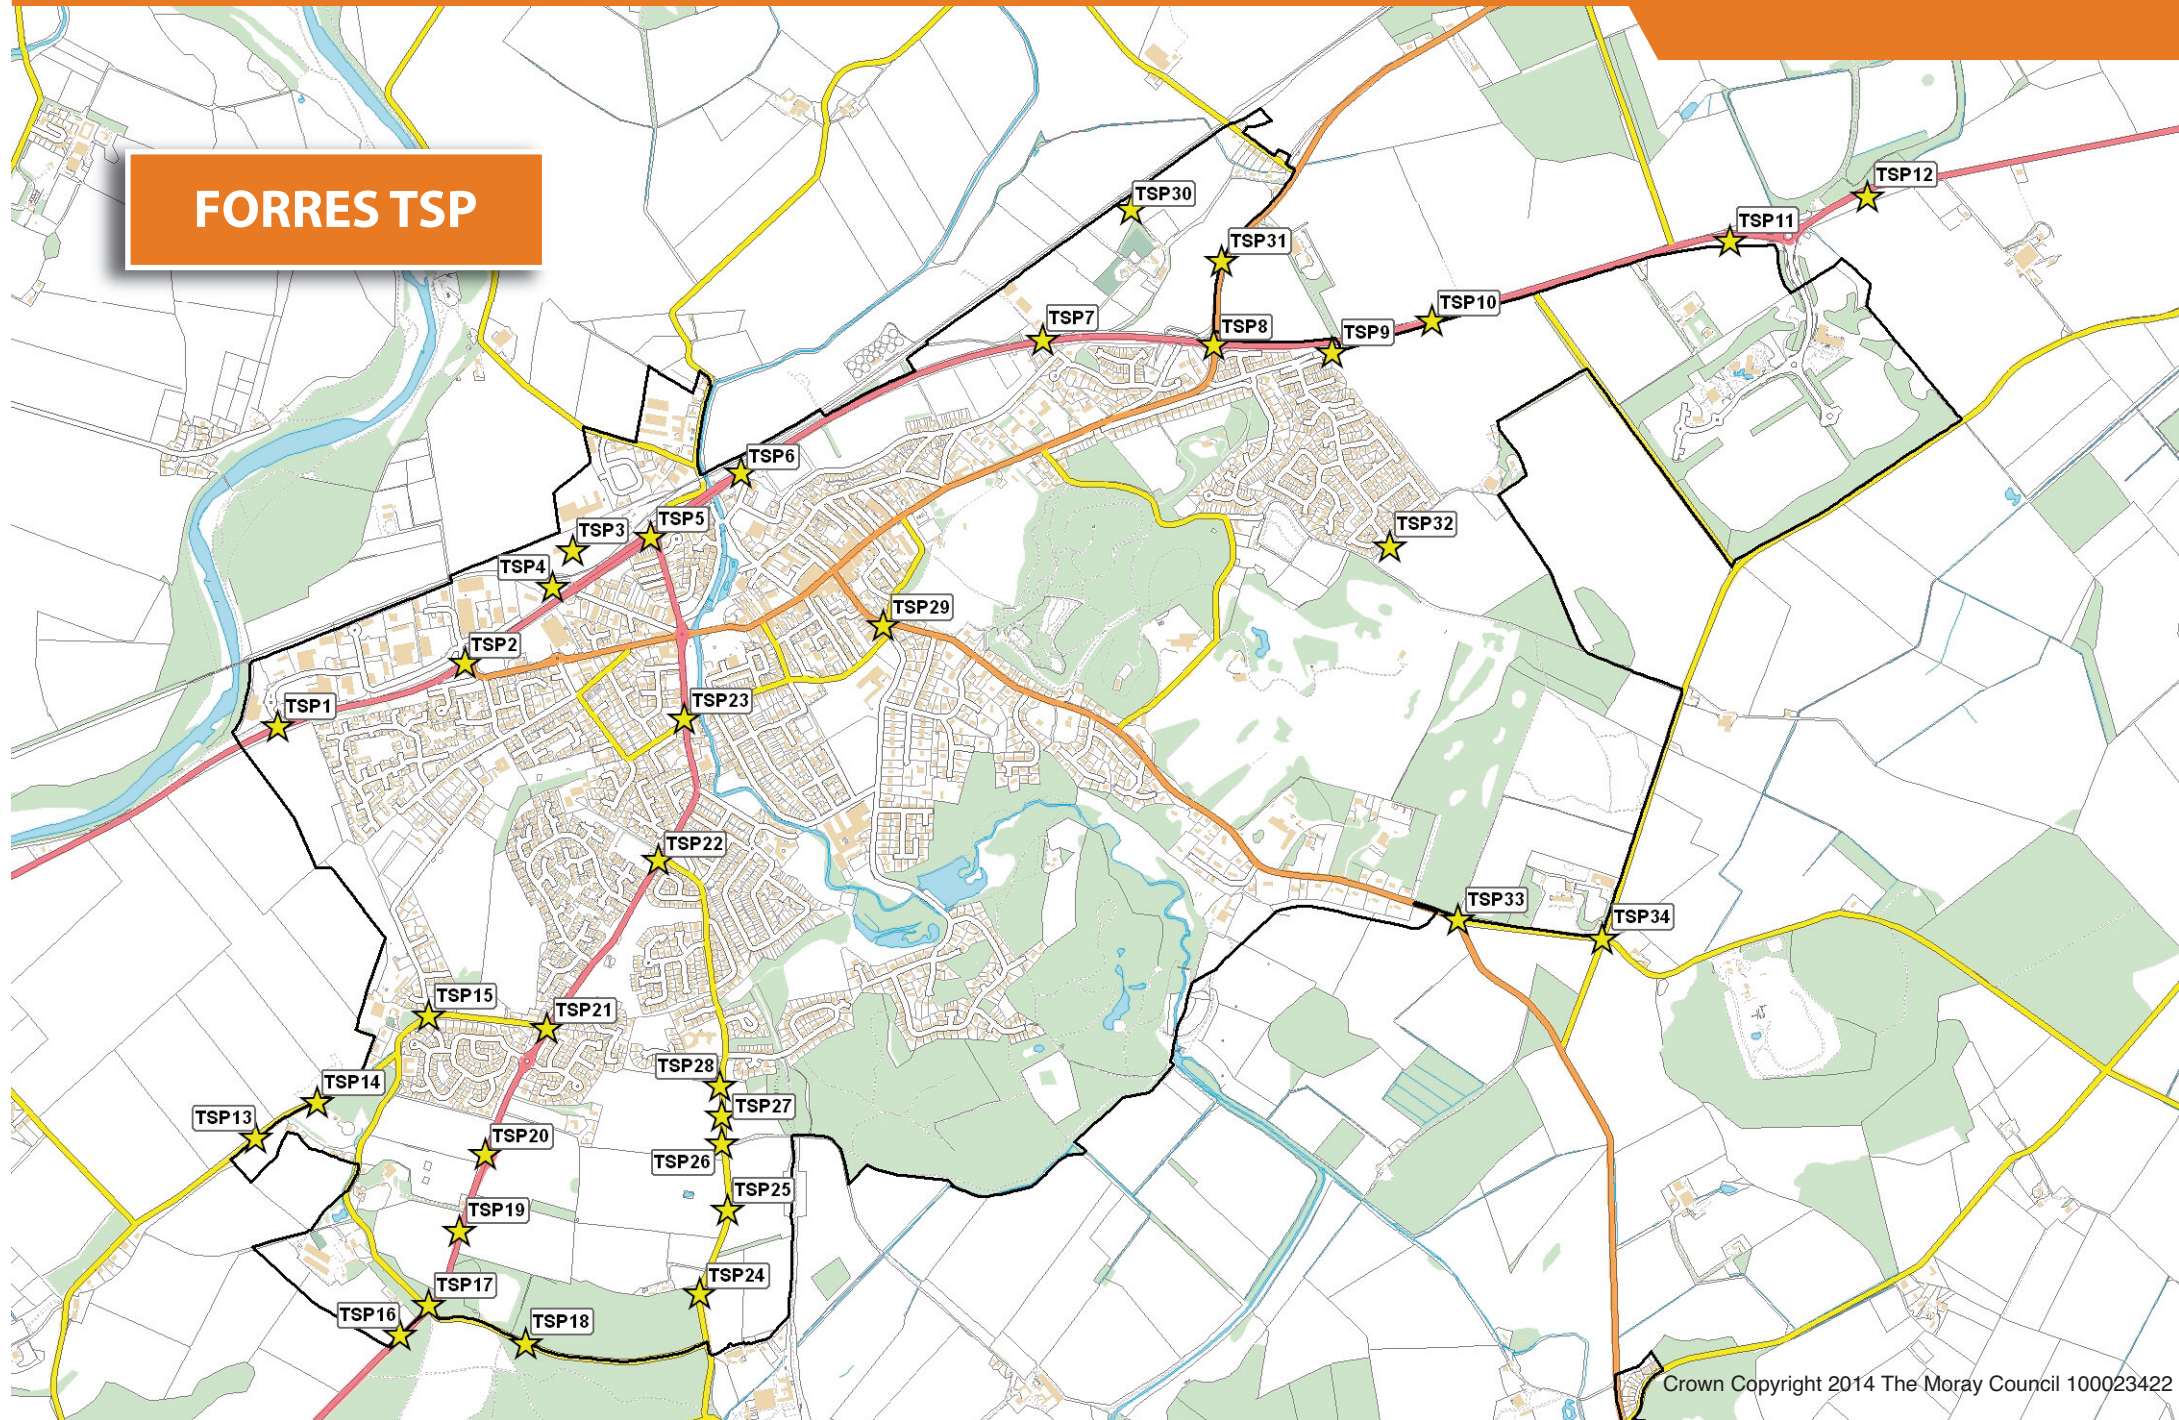 FORRES TSP
TSP12
TSP30
TSP11
TSP31
TSP10
TSP7
TSP8
TSP9
TSP6
TSP5
TSP3
TSP32
TSP4
TSP29
TSP2
TSP23
TSP1
TSP22
TSP33
TSP34
TSP15
TSP21
TSP28
TSP14
TSP27
TSP13
TSP20
TSP26
TSP25
TSP19
TSP24
TSP17
TSP16
TSP18
Crown Copyright 2014 The Moray Council 100023422